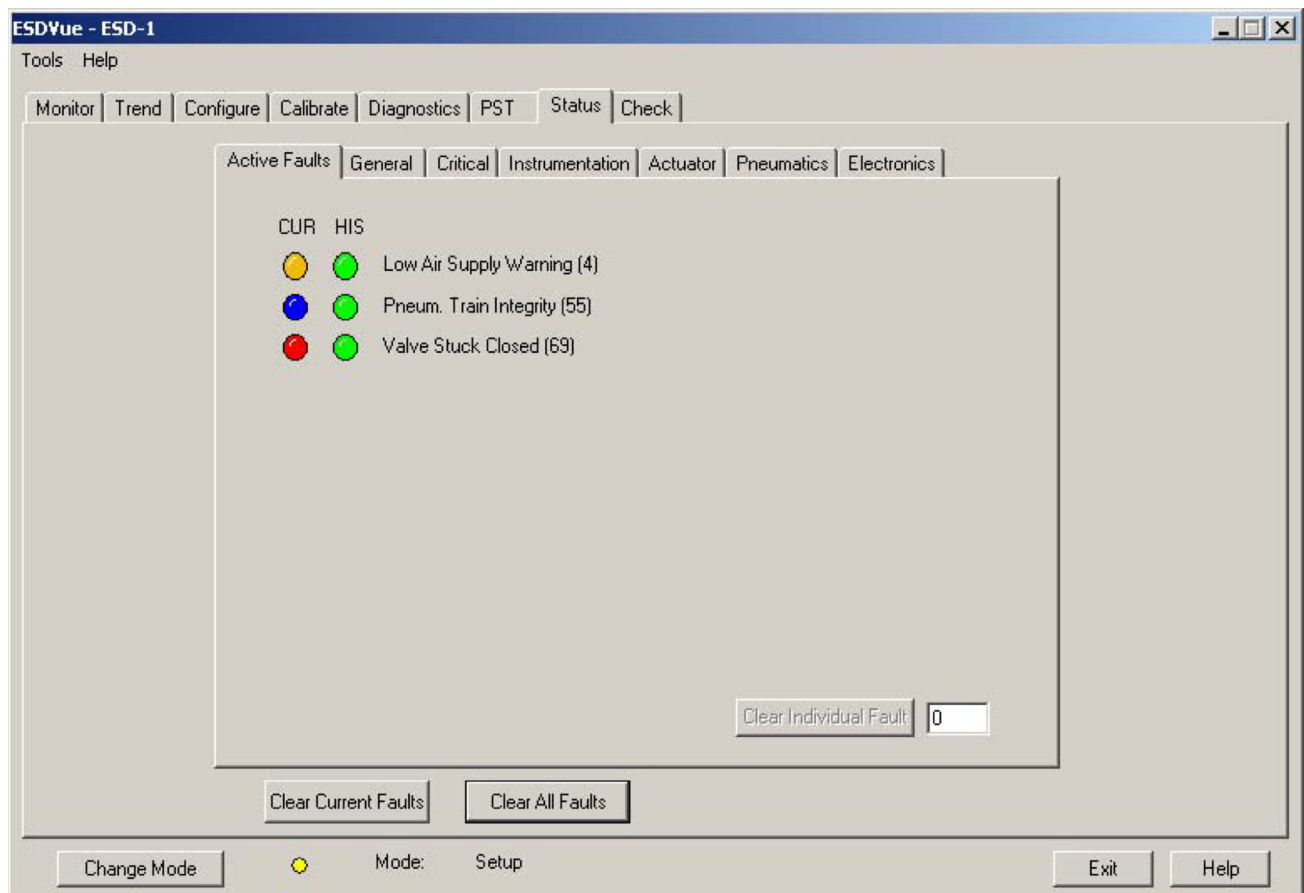 ESDVue - ESD-1
Tools Help
Monitor Trend Configure Calibrate Diagnostics PST Status Check
Active Faults General Critical Instrumentation Actuator Pneumatics Electronics
CUR HIS
Low Air Supply Warning (4)
Pneum. Train Integrity (55)
Valve Stuck Closed (69)
Clear Individual Fault 0
Clear Current Faults Clear All Faults
Change Mode Mode: Setup Exit Help